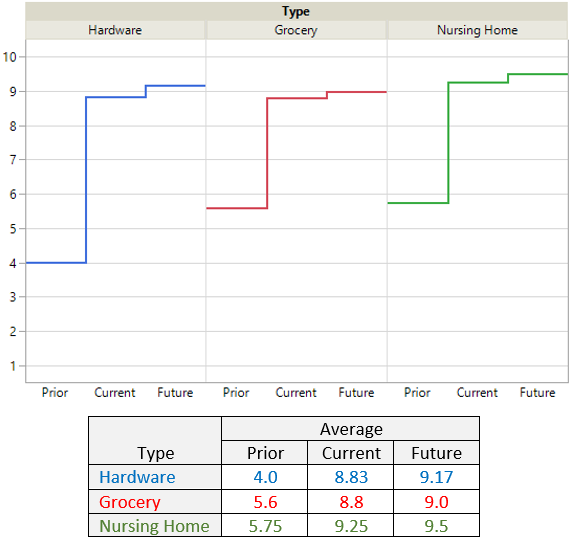 Type
Hardware Grocery Nursing Home
10
9
8
7
6
5
4
3
2
1
Prior Current Future Prior Current Future Prior Current Future
Average
Type Prior Current Future
Hardware 4.0 8.83 9.17
Grocery 5.6 8.8 9.0
Nursing Home 5.75 9.25 9.5